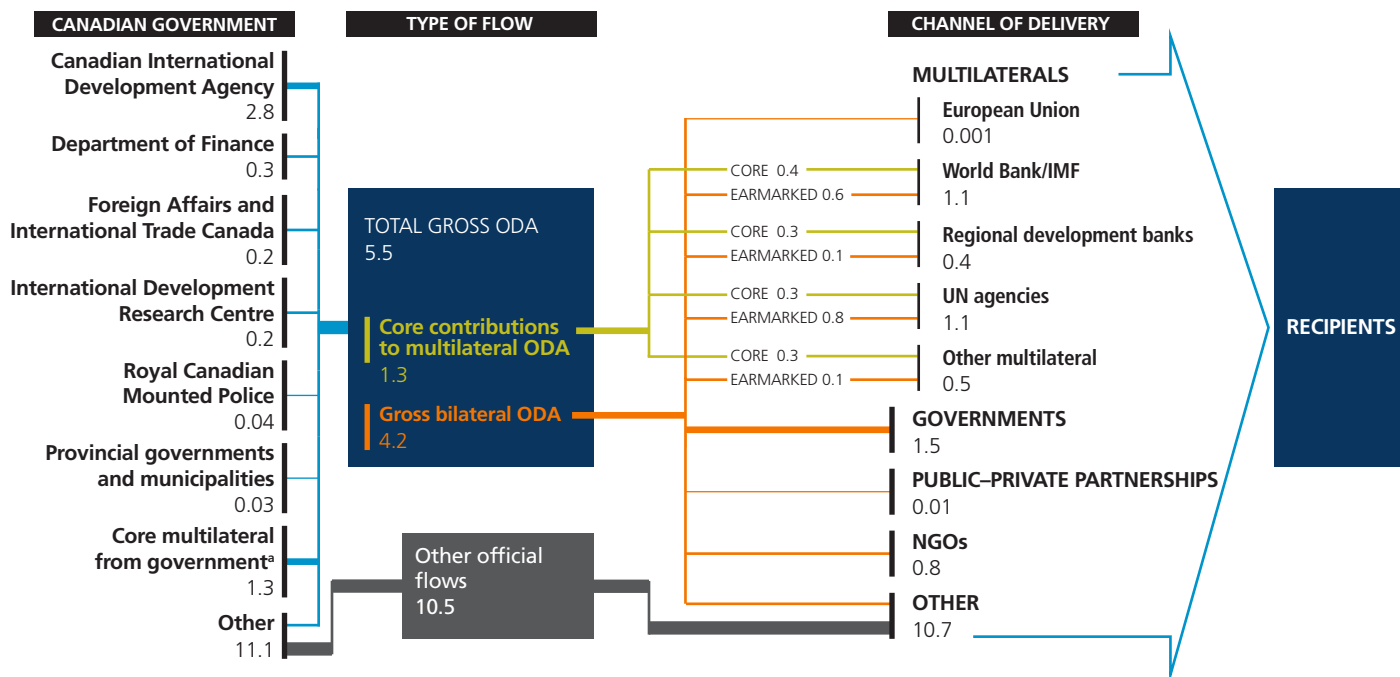 CANADIAN GOVERNMENT
Canadian International
Development Agency
2.8
Department of Finance
0.3
Foreign Affairs and
International Trade Canada
0.2
International Development
Research Centre
0.2
Royal Canadian
Mounted Police
0.04
Provincial governments
and municipalities
0.03
Core multilateral
from governmentᵃ
1.3
Other
11.1
TYPE OF FLOW
TOTAL GROSS ODA
5.5
Core contributions
to multilateral ODA
1.3
Gross bilateral ODA
4.2
Other official
flows
10.5
CORE 0.4
EARMARKED 0.6
CORE 0.3
EARMARKED 0.1
CORE 0.3
EARMARKED 0.8
CORE 0.3
EARMARKED 0.1
CHANNEL OF DELIVERY
MULTILATERALS
European Union
0.001
World Bank/IMF
1.1
Regional development banks
0.4
UN agencies
1.1
Other multilateral
0.5
GOVERNMENTS
1.5
PUBLIC–PRIVATE PARTNERSHIPS
0.01
NGOs
0.8
OTHER
10.7
RECIPIENTS